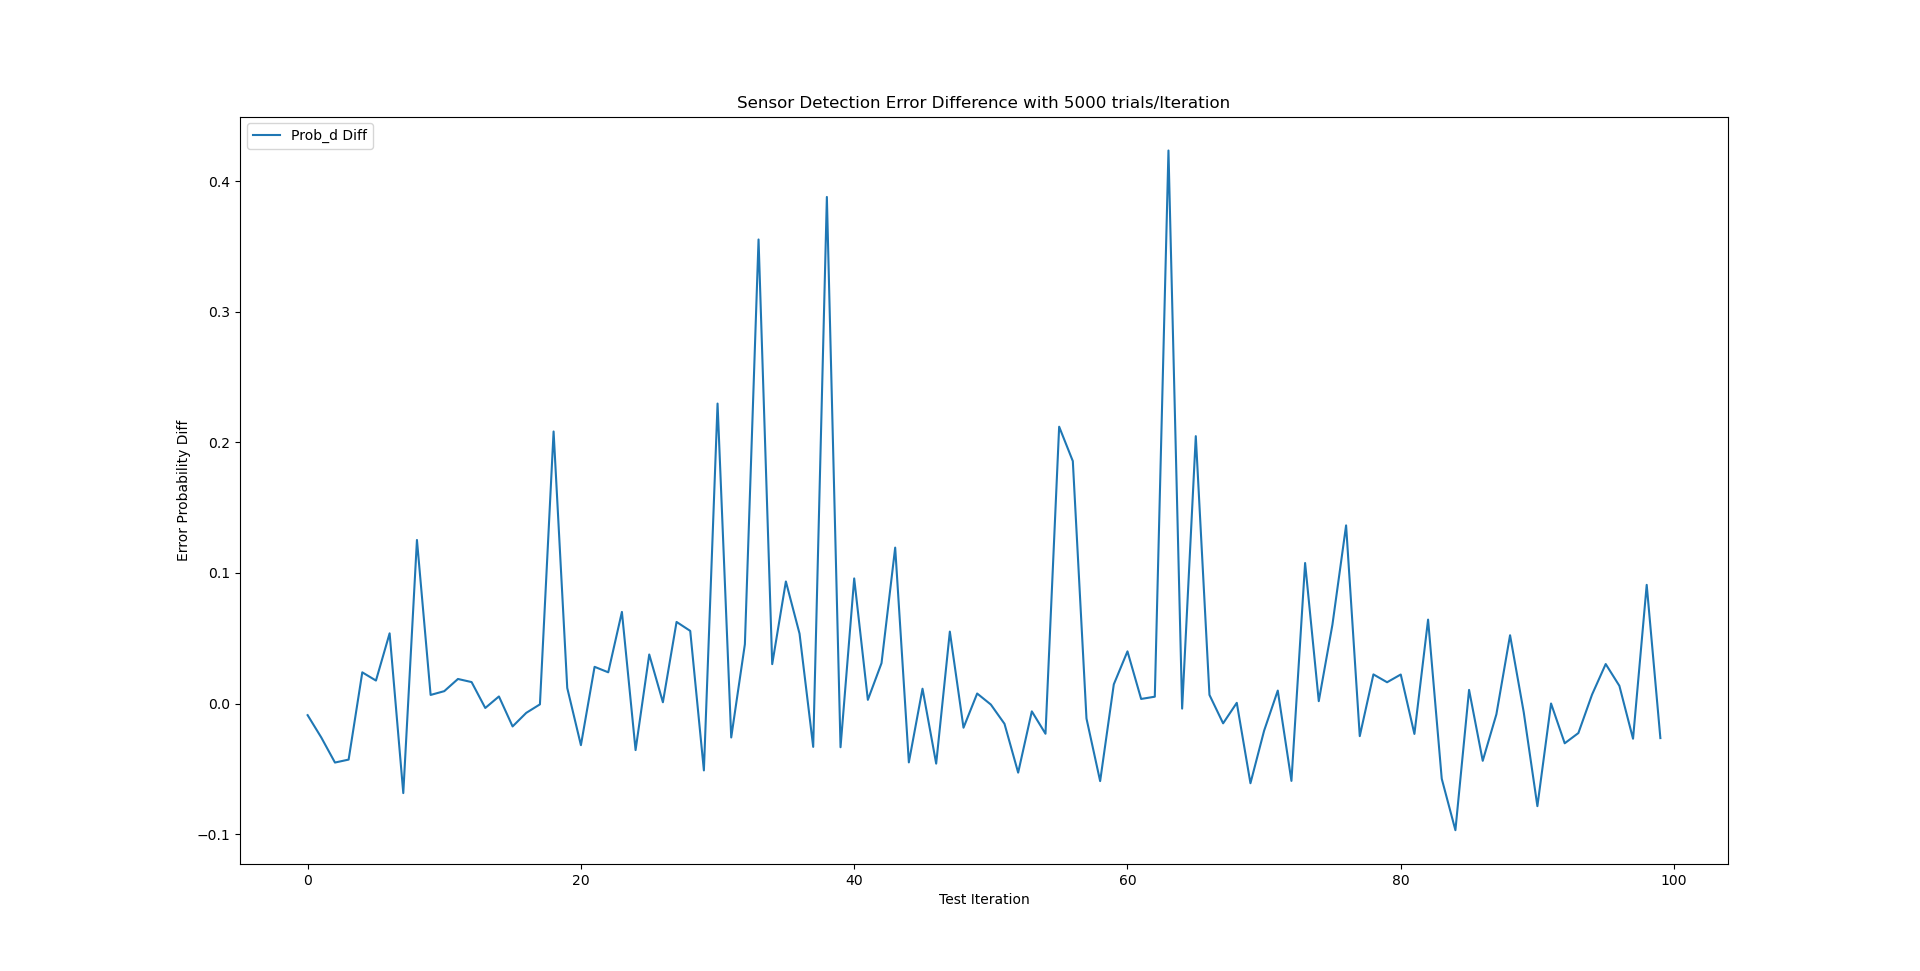 Sensor Detection Error Difference with 5000 trials/Iteration
Prob_d Diff
Error Probability Diff
0.4
0.3
0.2
0.1
0.0
−0.1
0 20 40 60 80 100
Test Iteration